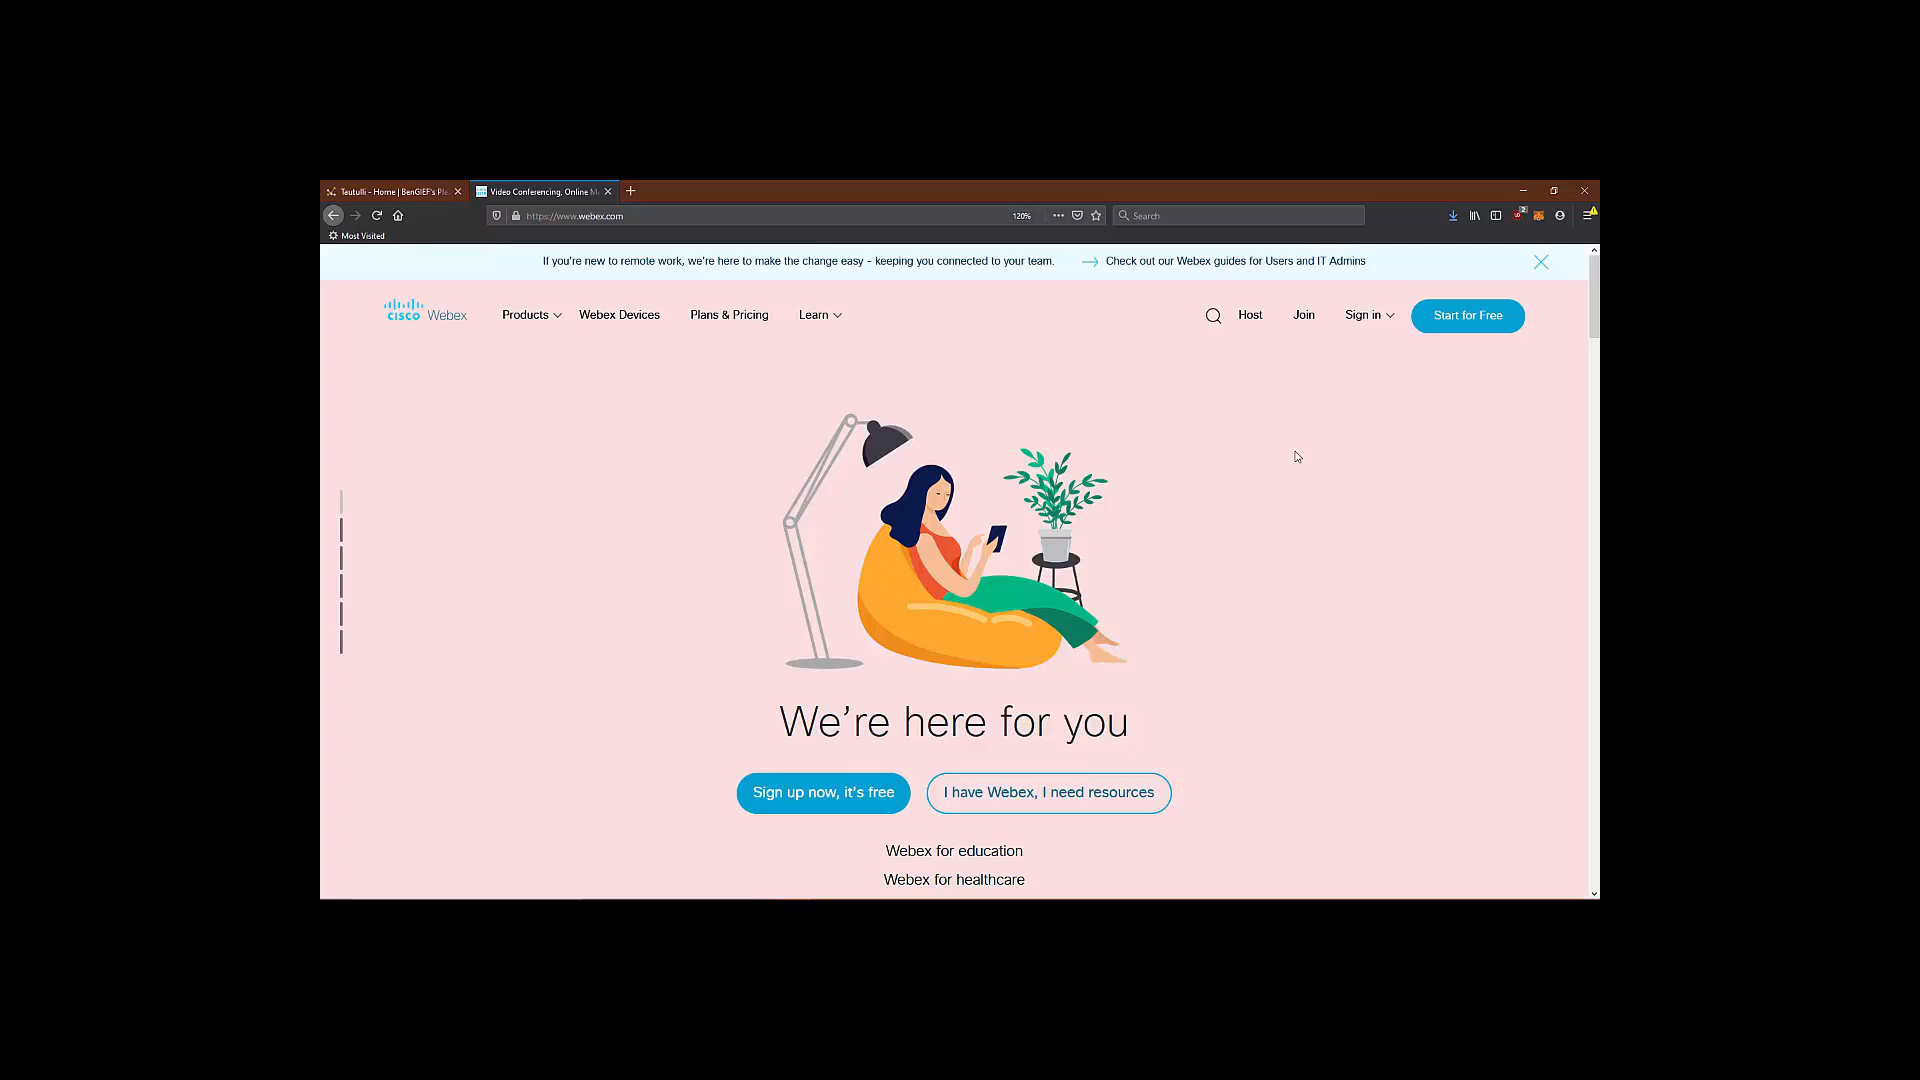 Tautulli - Home | BenGIEF's Ple
Video Conferencing, Online M
https://www.webex.com
120%
Search
2
Most Visited
If you're new to remote work, we're here to make the change easy – keeping you connected to your team.
Check out our Webex guides for Users and IT Admins
CISCO Webex
Products
Webex Devices
Plans & Pricing
Learn
Host
Join
Sign in
Start for Free
We’re here for you
Sign up now, it’s free
I have Webex, I need resources
Webex for education
Webex for healthcare